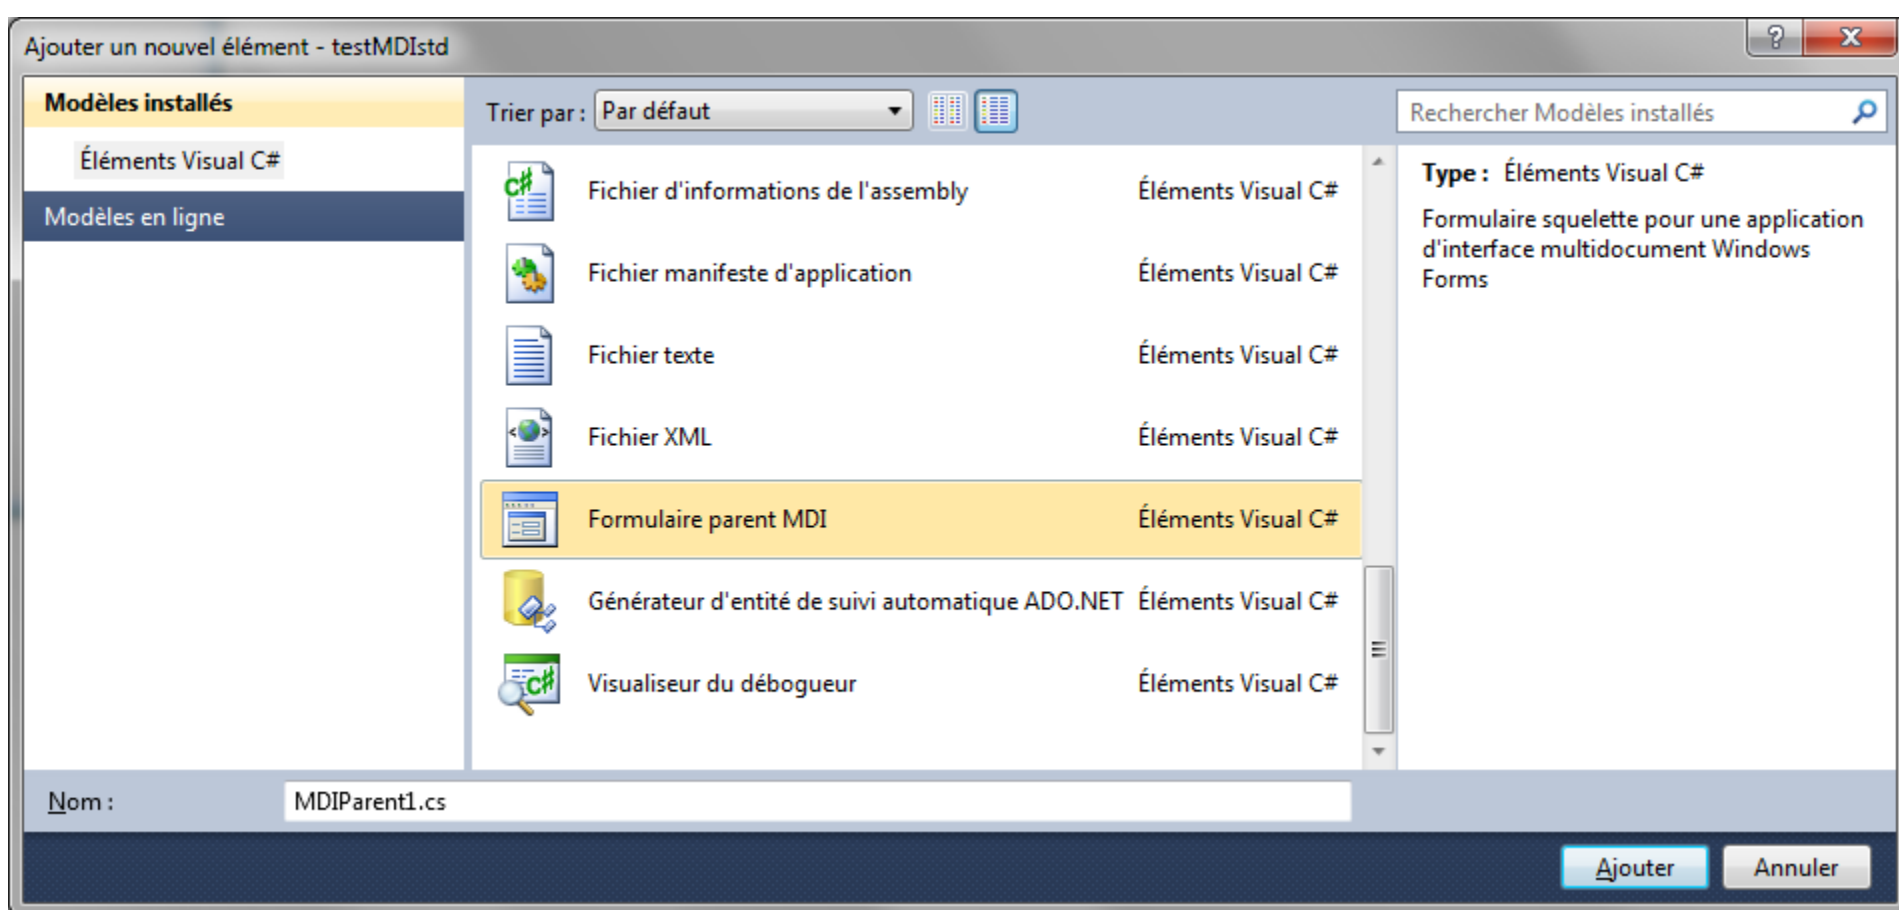 Ajouter un nouvel élément - testMDIstd
Modèles installés
Éléments Visual C#
Modèles en ligne
Trier par : Par défaut
Rechercher Modèles installés
C# Fichier d'informations de l'assembly Éléments Visual C#
Fichier manifeste d'application Éléments Visual C#
Fichier texte Éléments Visual C#
Fichier XML Éléments Visual C#
Formulaire parent MDI Éléments Visual C#
Générateur d'entité de suivi automatique ADO.NET Éléments Visual C#
C# Visualiseur du débogueur Éléments Visual C#
Type : Éléments Visual C#
Formulaire squelette pour une application
d'interface multidocument Windows
Forms
Nom : MDIParent1.cs
Ajouter Annuler